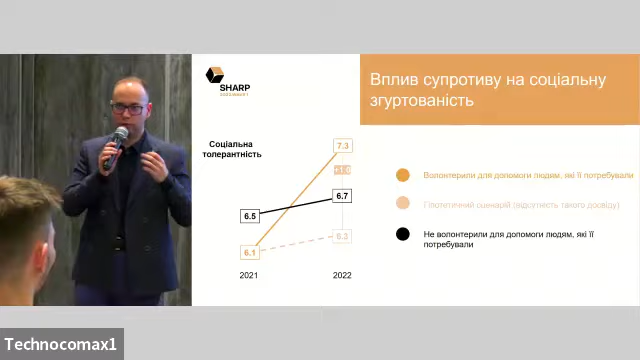 SHARP
Вплив супротиву на соціальну
згуртованість
Соціальна
толерантність
7.3
+1.0
6.7
6.5
6.3
6.1
2021
2022
Волонтерили для допомоги людям, які її потребували
Гіпотетичний сценарій (відсутність такого досвіду)
Не волонтерили для допомоги людям, які її
потребували
Technocomax1